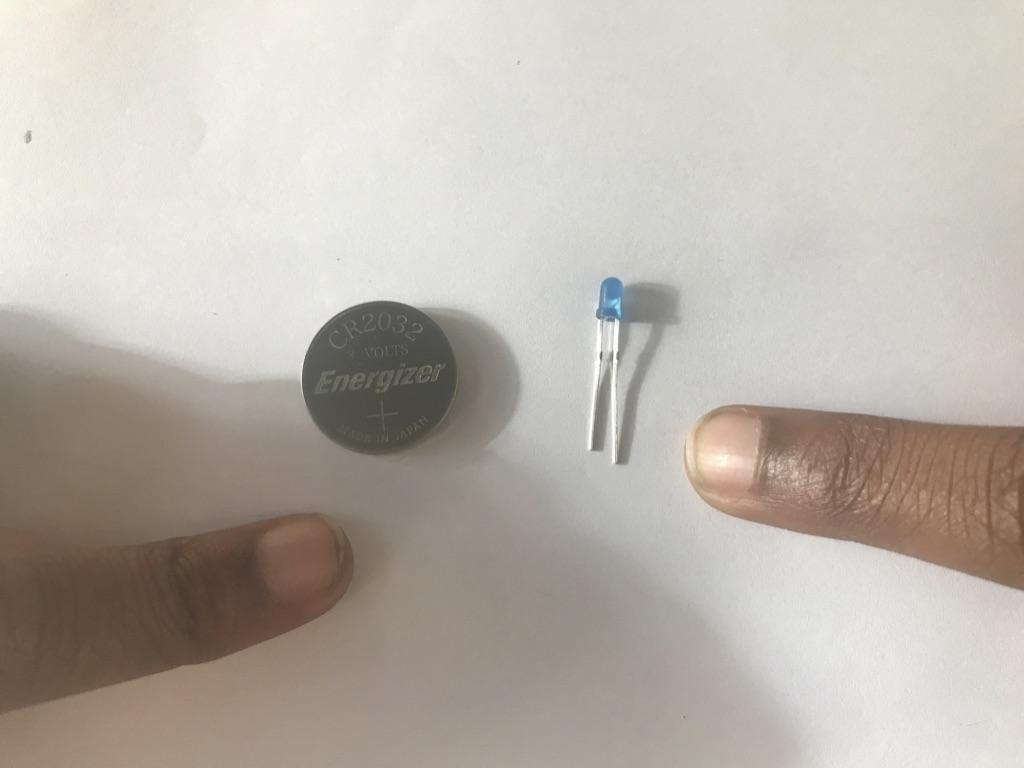 CR2032
3 VOLTS
Energizer
+
MADE IN JAPAN